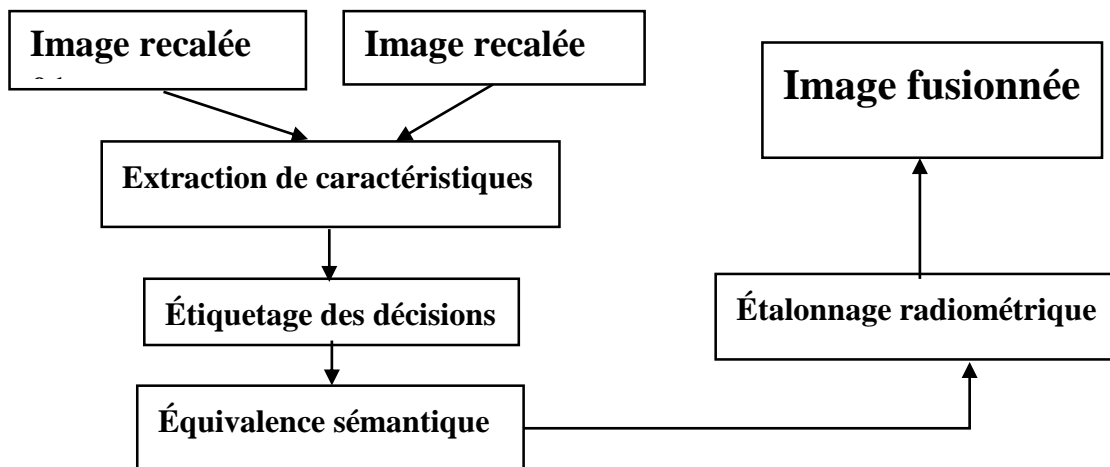 Image recalée
Image recalée
Image fusionnée
Extraction de caractéristiques
Étiquetage des décisions
Étalonnage radiométrique
Équivalence sémantique